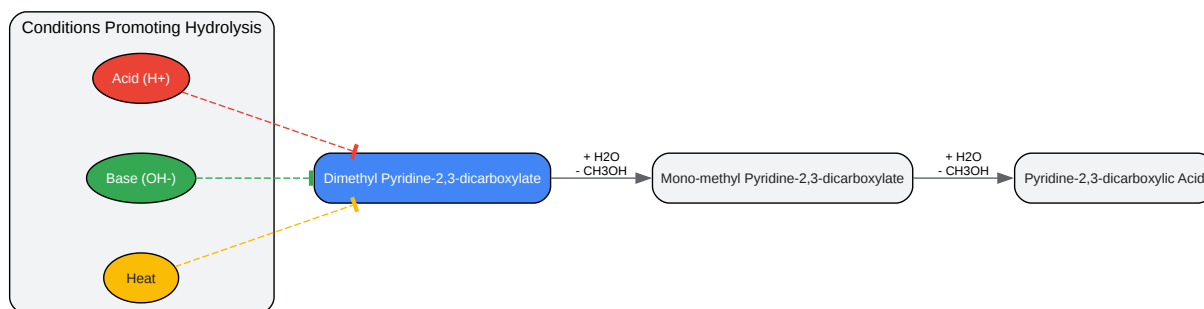 Conditions Promoting Hydrolysis
Acid (H+)
Base (OH-)
Heat
Dimethyl Pyridine-2,3-dicarboxylate
+ H2O
- CH3OH
Mono-methyl Pyridine-2,3-dicarboxylate
+ H2O
- CH3OH
Pyridine-2,3-dicarboxylic Acid